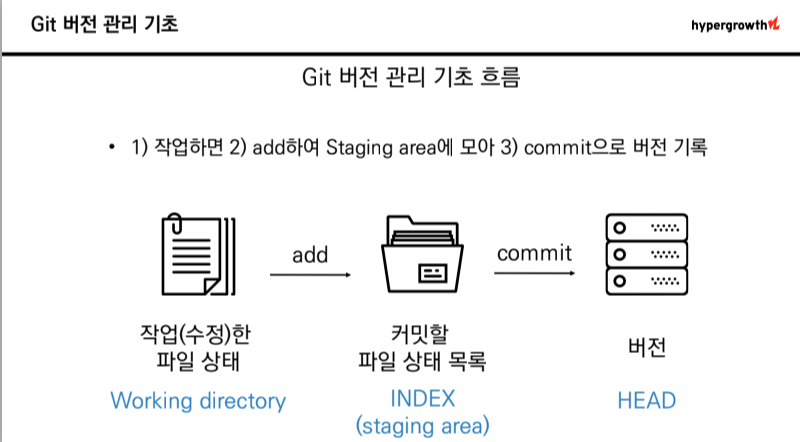 Git 버전 관리 기초
hypergrowth
Git 버전 관리 기초 흐름
• 1) 작업하면 2) add하여 Staging area에 모아 3) commit으로 버전 기록
add
commit
작업(수정)한
파일 상태
커밋할
파일 상태 목록
버전
Working directory
INDEX
(staging area)
HEAD